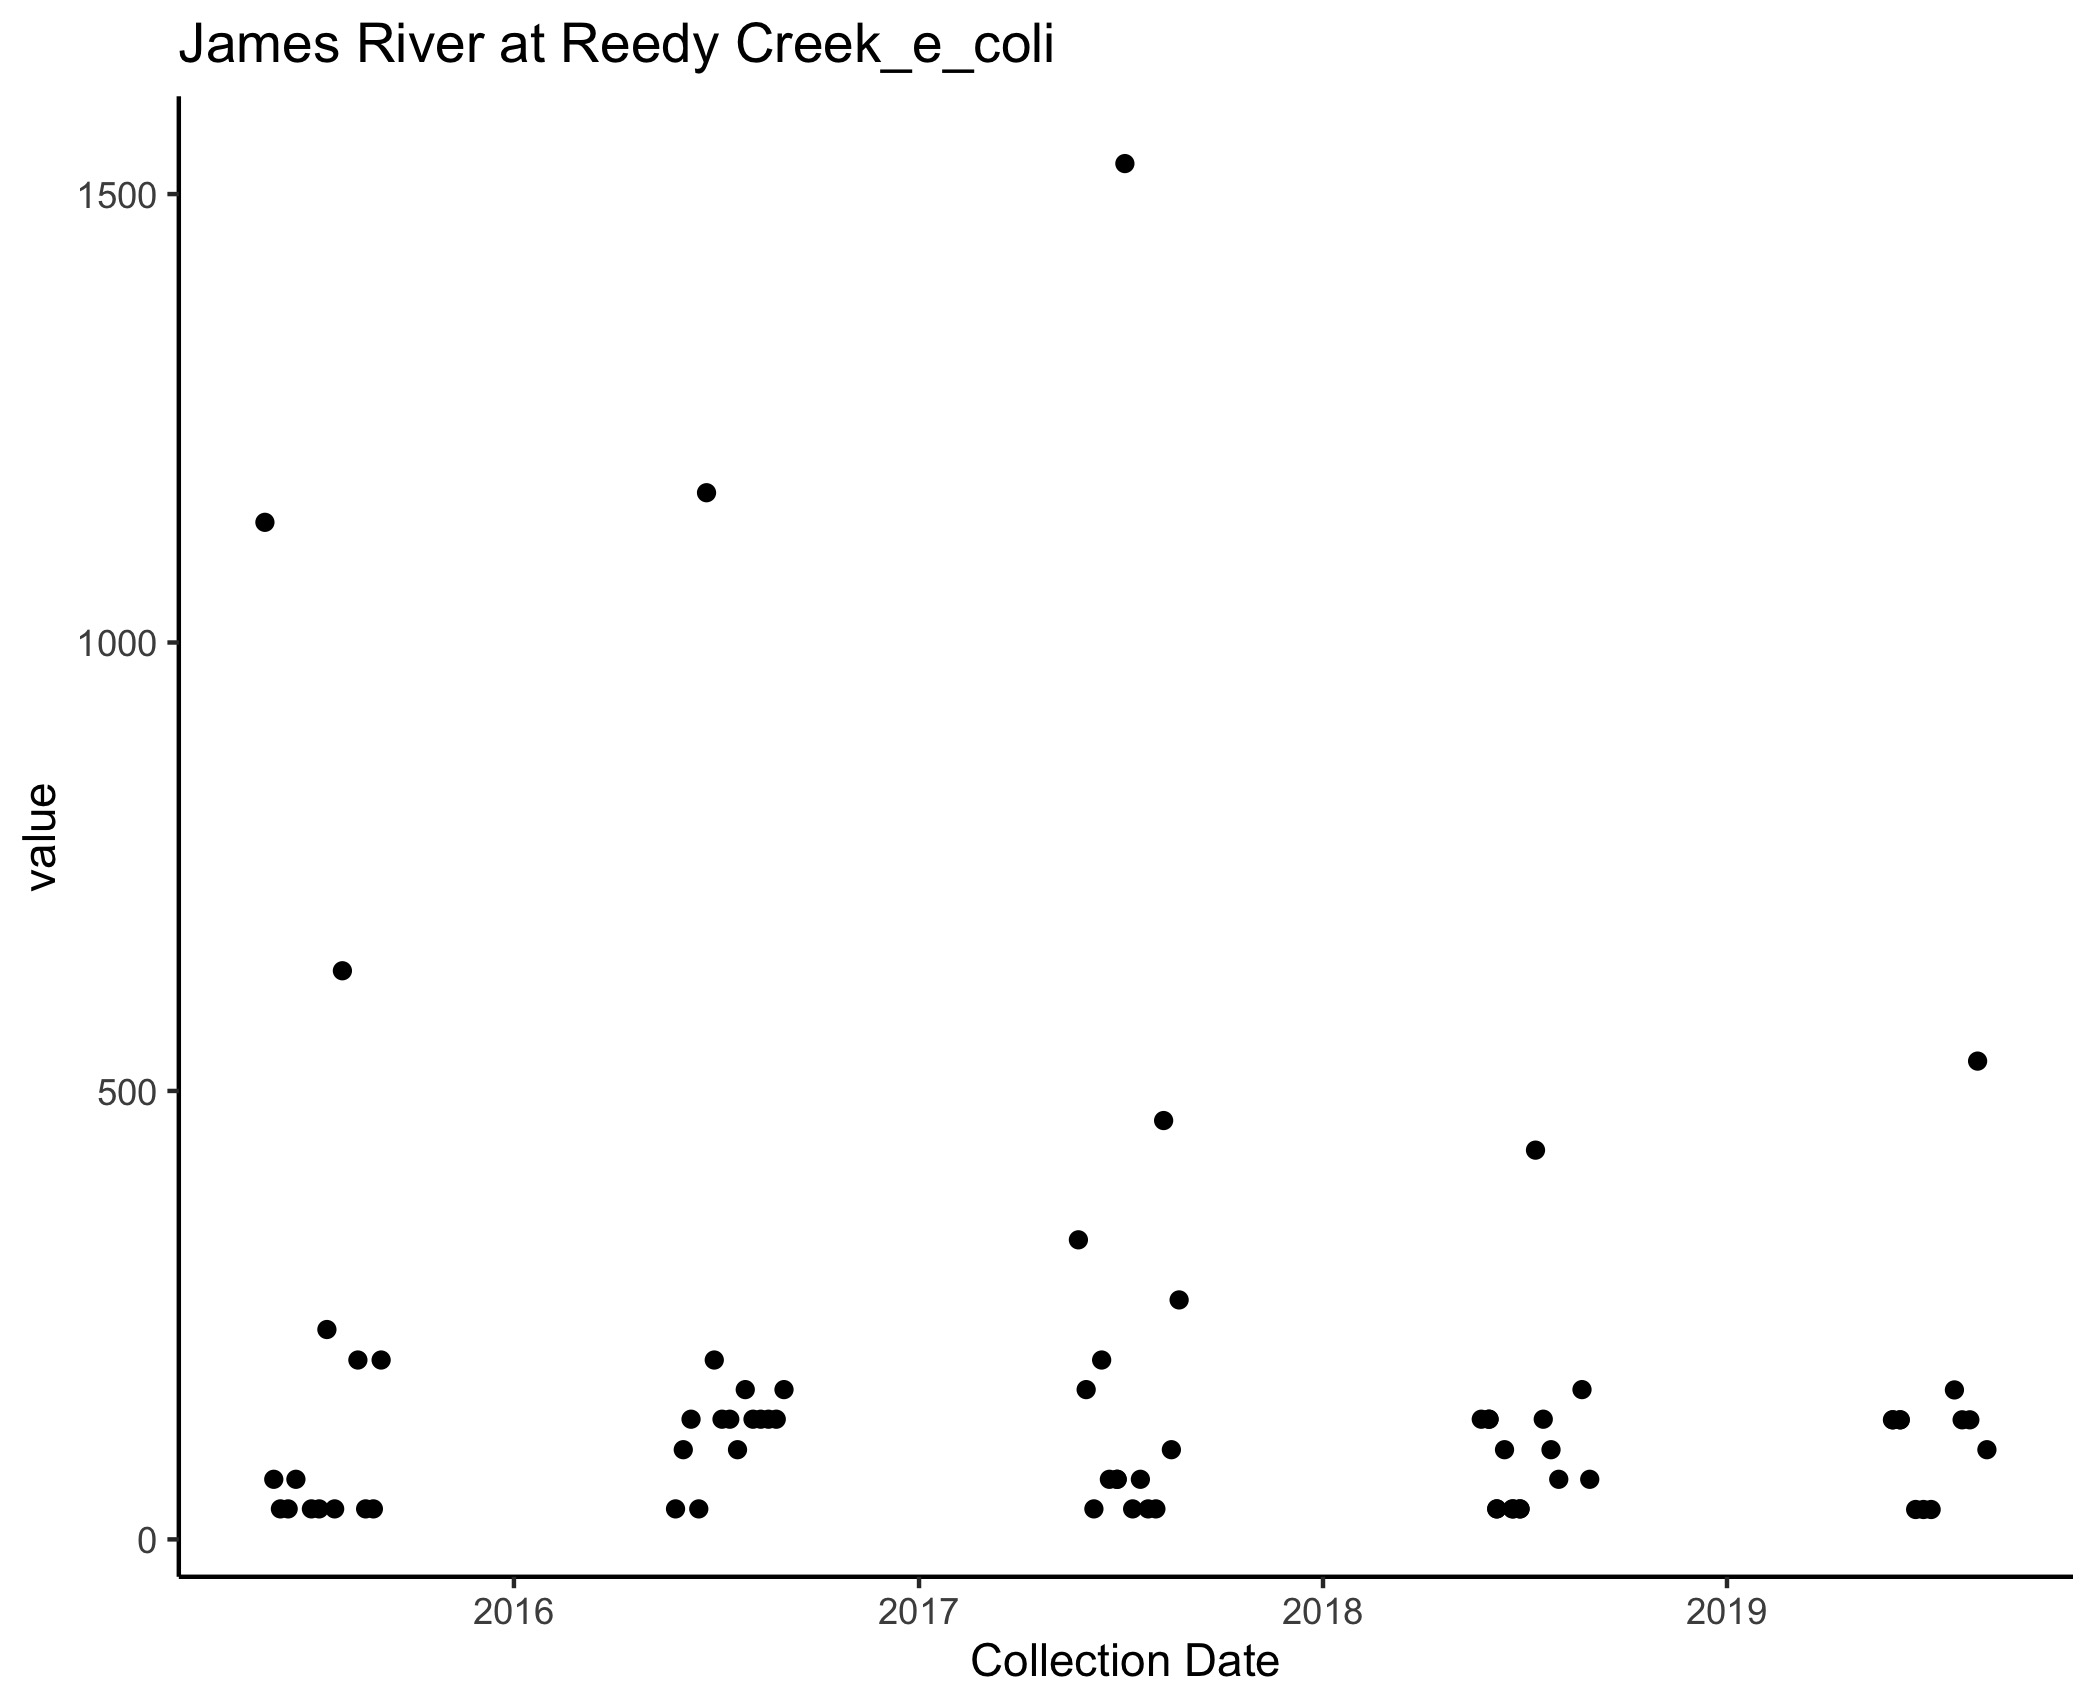 James River at Reedy Creek_e_coli
1500
1000
500
0
value
2016 2017 2018 2019
Collection Date